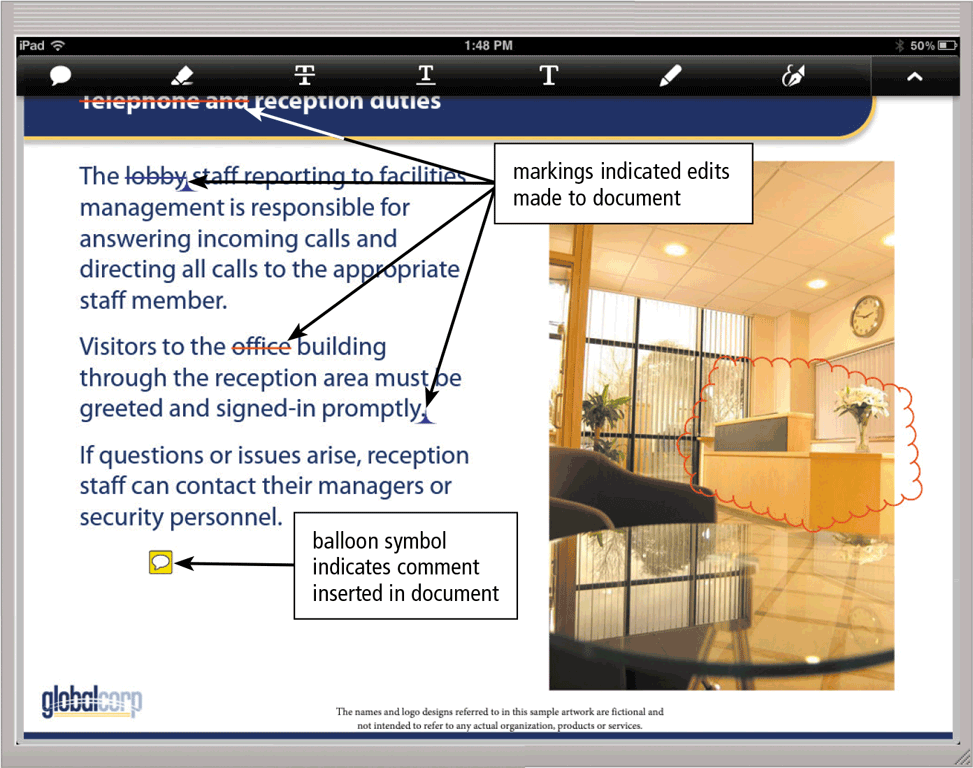 iPad 1:48 PM 50%
T T T
Telephone and reception duties
The lobby staff reporting to facilities
management is responsible for
answering incoming calls and
directing all calls to the appropriate
staff member.
Visitors to the office building
through the reception area must be
greeted and signed-in promptly.
If questions or issues arise, reception
staff can contact their managers or
security personnel.
markings indicated edits
made to document
balloon symbol
indicates comment
inserted in document
globalcorp
The names and logo designs referred to in this sample artwork are fictional and
not intended to refer to any actual organization, products or services.